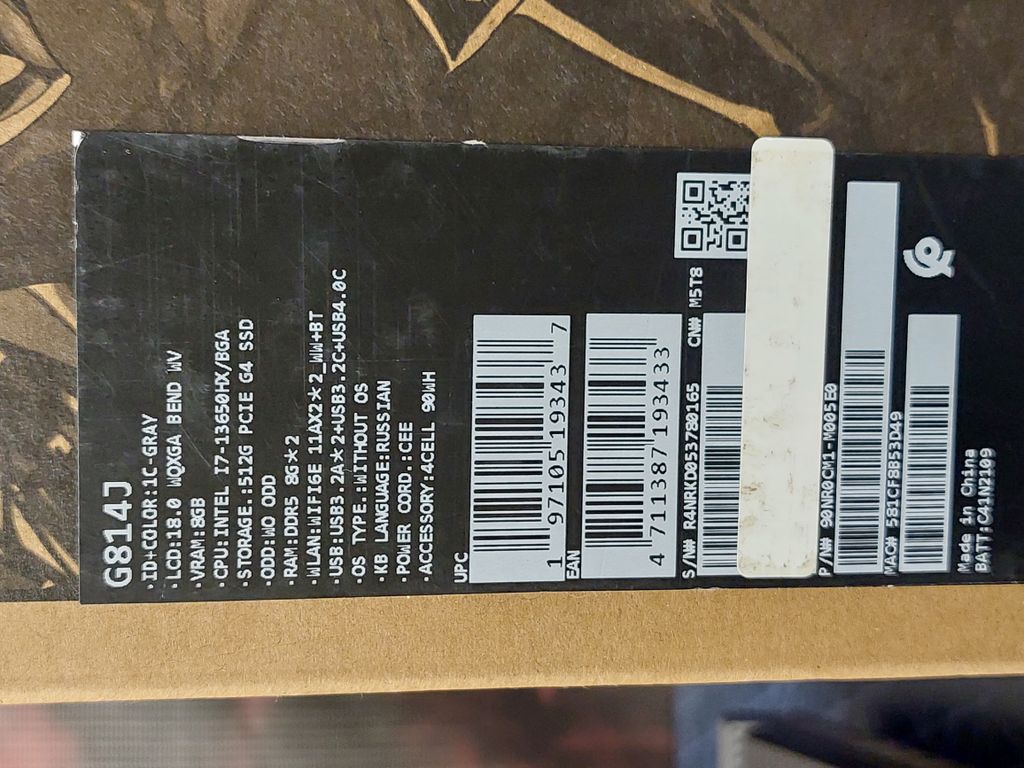 G814J
·ID+COLOR:1C-GRAY
·LCD:18.0 WQXGA BEND WV
·VRAM:8GB
·CPU:INTEL I7-13650HX/BGA
·STORAGE.:512G PCIE G4 SSD
·ODD:WO ODD
·RAM:DDR5 8G*2
·WLAN:WIFI6E 11AX2*2_WW+BT
·USB:USB3.2A*2+USB3.2C+USB4.0C
·OS TYPE.:WITHOUT OS
·KB LANGUAGE:RUSSIAN
·POWER CORD.:CEE
·ACCESSORY:4CELL 90WH
UPC
1 97105 19343 7
EAN
4 711387 193433
S/N# R4NRKD053780165 CN# M5T8
P/N# 90NR0CM1-M005E0
MAC# 581CF8B53D49
Made in China
BATT:C41N2109